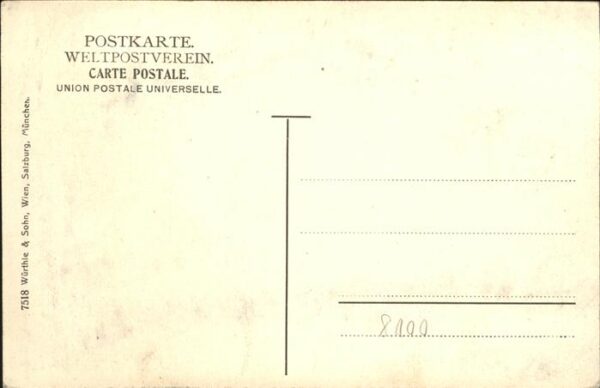 POSTKARTE.
WELTPOSTVEREIN.
CARTE POSTALE.
UNION POSTALE UNIVERSELLE.
7518 Würthle & Sohn, Wien, Salzburg, München.
8100